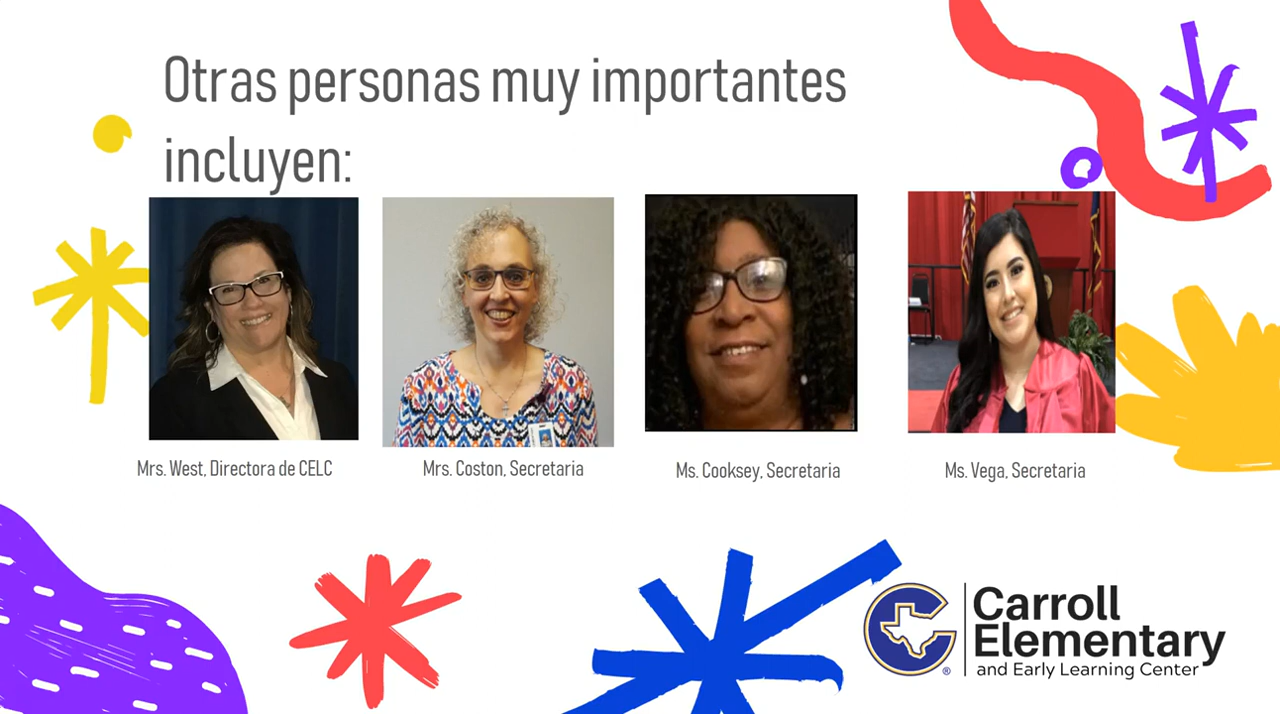 Otras personas muy importantes
incluyen:
Mrs. West, Directora de CELC
Mrs. Coston, Secretaria
Ms. Cooksey, Secretaria
Ms. Vega, Secretaria
C
®
Carroll
Elementary
and Early Learning Center